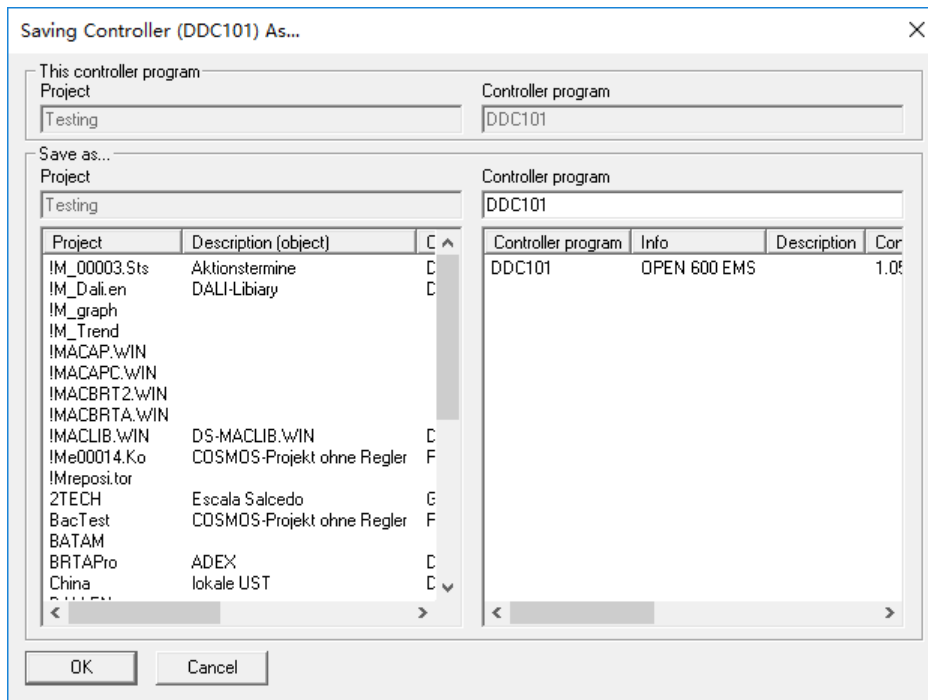 Saving Controller (DDC101) As...
This controller program
Project Controller program
Testing DDC101
Save as...
Project Controller program
Testing DDC101
Project Description (object)
!M_00003.Sts Aktionstermine D
!M_Dali.en DALI-Libiary D
!M_graph
!M_Trend
!MACAP.WIN
!MACAPC.WIN
!MACBRT2.WIN
!MACBRTA.WIN
!MACLIB.WIN DS-MACLIB.WIN D
!Me00014.Ko COSMOS-Projekt ohne Regler F
!Mreposi.tor
2TECH Escala Salcedo G
BacTest COSMOS-Projekt ohne Regler F
BATAM
BRTAPro ADEX D
China lokale UST D
Controller program Info Description Con
DDC101 OPEN 600 EMS 1.05
OK Cancel